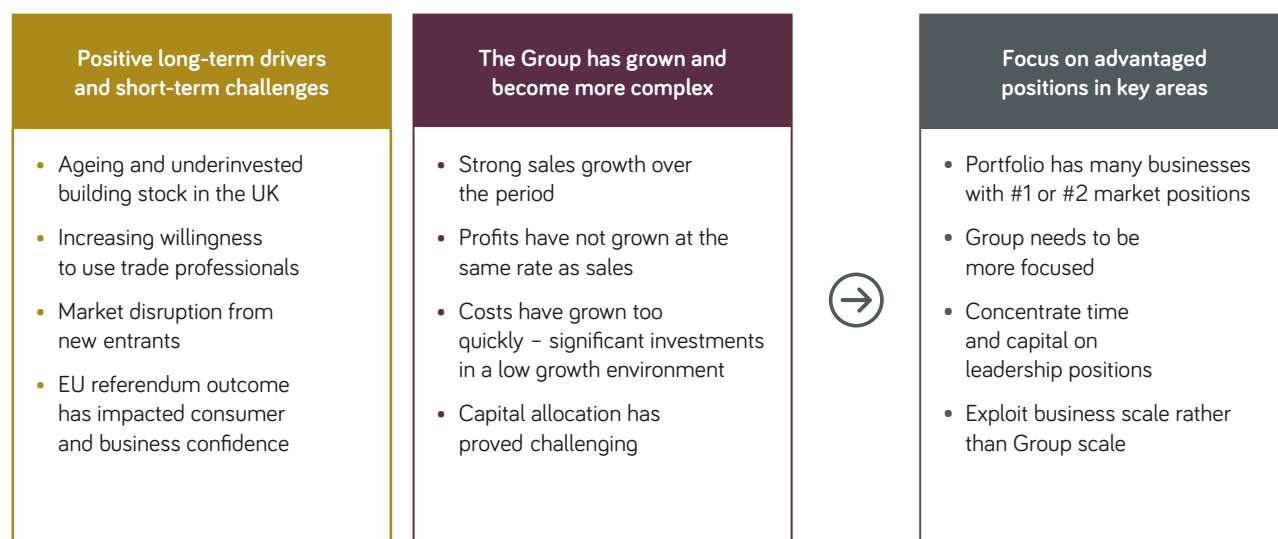 Positive long-term drivers
and short-term challenges
• Ageing and underinvested
building stock in the UK
• Increasing willingness
to use trade professionals
• Market disruption from
new entrants
• EU referendum outcome
has impacted consumer
and business confidence
The Group has grown and
become more complex
• Strong sales growth over
the period
• Profits have not grown at the
same rate as sales
• Costs have grown too
quickly – significant investments
in a low growth environment
• Capital allocation has
proved challenging
Focus on advantaged
positions in key areas
• Portfolio has many businesses
with #1 or #2 market positions
• Group needs to be
more focused
• Concentrate time
and capital on
leadership positions
• Exploit business scale rather
than Group scale